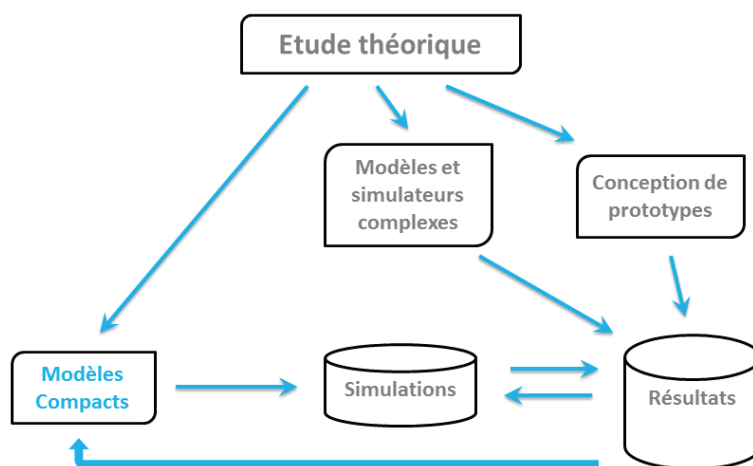 Etude théorique
Modèles et
simulateurs
complexes
Conception de
prototypes
Modèles
Compacts
Simulations
Résultats